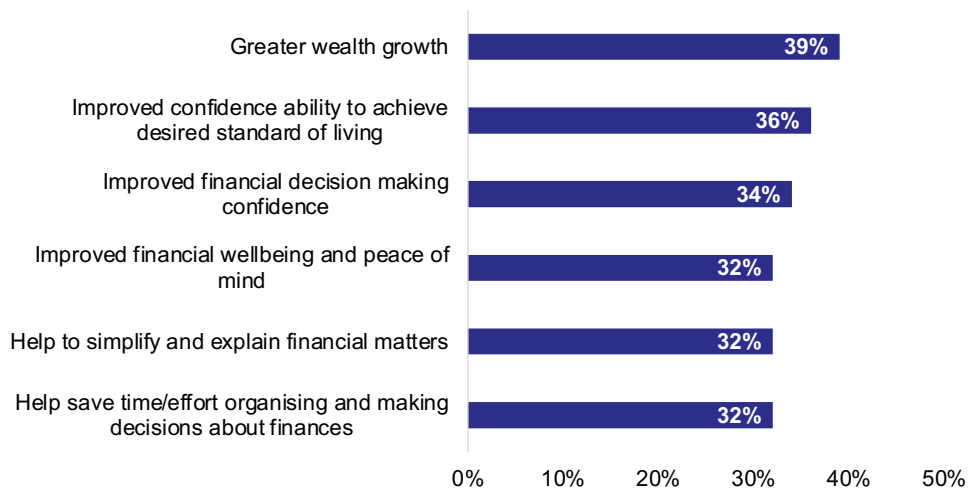 Greater wealth growth
39%
Improved confidence ability to achieve
desired standard of living
36%
Improved financial decision making
confidence
34%
Improved financial wellbeing and peace of
mind
32%
Help to simplify and explain financial matters
32%
Help save time/effort organising and making
decisions about finances
32%
0% 10% 20% 30% 40% 50%